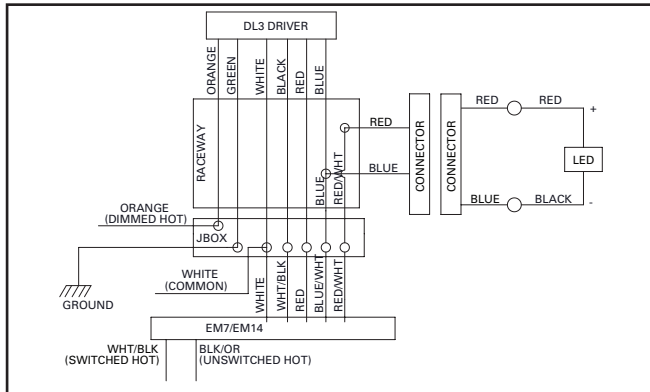 DL3 DRIVER
ORANGE
GREEN
WHITE
BLACK
RED
BLUE
RACEWAY
RED
BLUE
BLUE
RED/WHT
CONNECTOR
CONNECTOR
RED
RED
+
LED
BLUE
BLACK
-
ORANGE
(DIMMED HOT)
JBOX
WHITE
(COMMON)
GROUND
WHITE
WHT/BLK
RED
BLUE/WHT
RED/WHT
EM7/EM14
WHT/BLK
(SWITCHED HOT)
BLK/OR
(UNSWITCHED HOT)